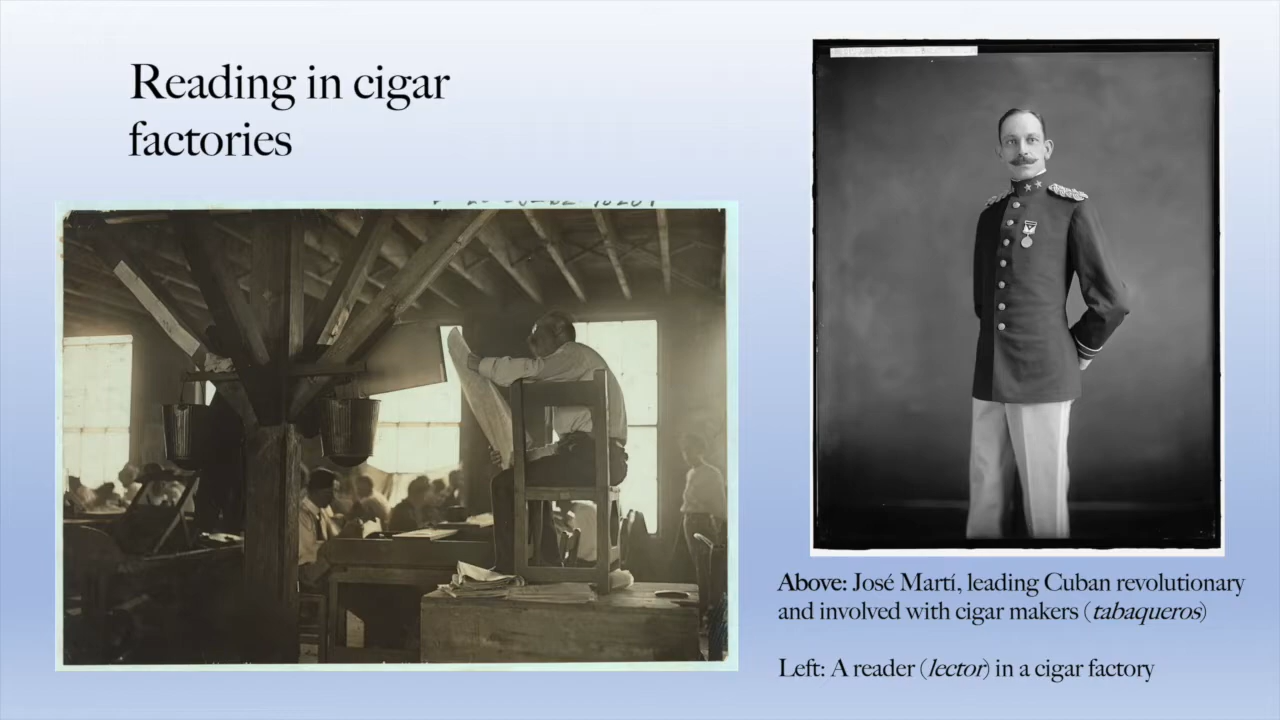 Reading in cigar
factories
Above: José Martí, leading Cuban revolutionary
and involved with cigar makers (tabaqueros)
Left: A reader (lector) in a cigar factory